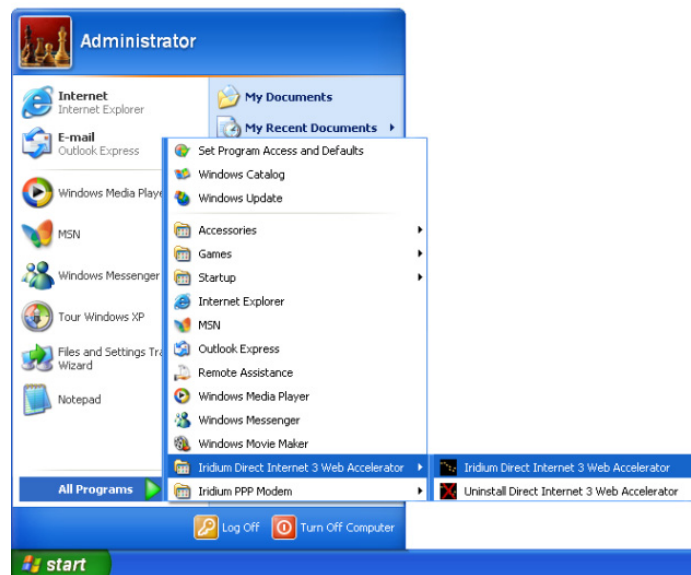 Administrator
Internet
Internet Explorer
E-mail
Outlook Express
Windows Media Playe
MSN
Windows Messenger
Tour Windows XP
Files and Settings Tra
Wizard
Notepad
All Programs
My Documents
My Recent Documents
Set Program Access and Defaults
Windows Catalog
Windows Update
Accessories
Games
Startup
Internet Explorer
MSN
Outlook Express
Remote Assistance
Windows Media Player
Windows Messenger
Windows Movie Maker
Iridium Direct Internet 3 Web Accelerator
Iridium PPP Modem
Iridium Direct Internet 3 Web Accelerator
Uninstall Direct Internet 3 Web Accelerator
Log Off
Turn Off Computer
start